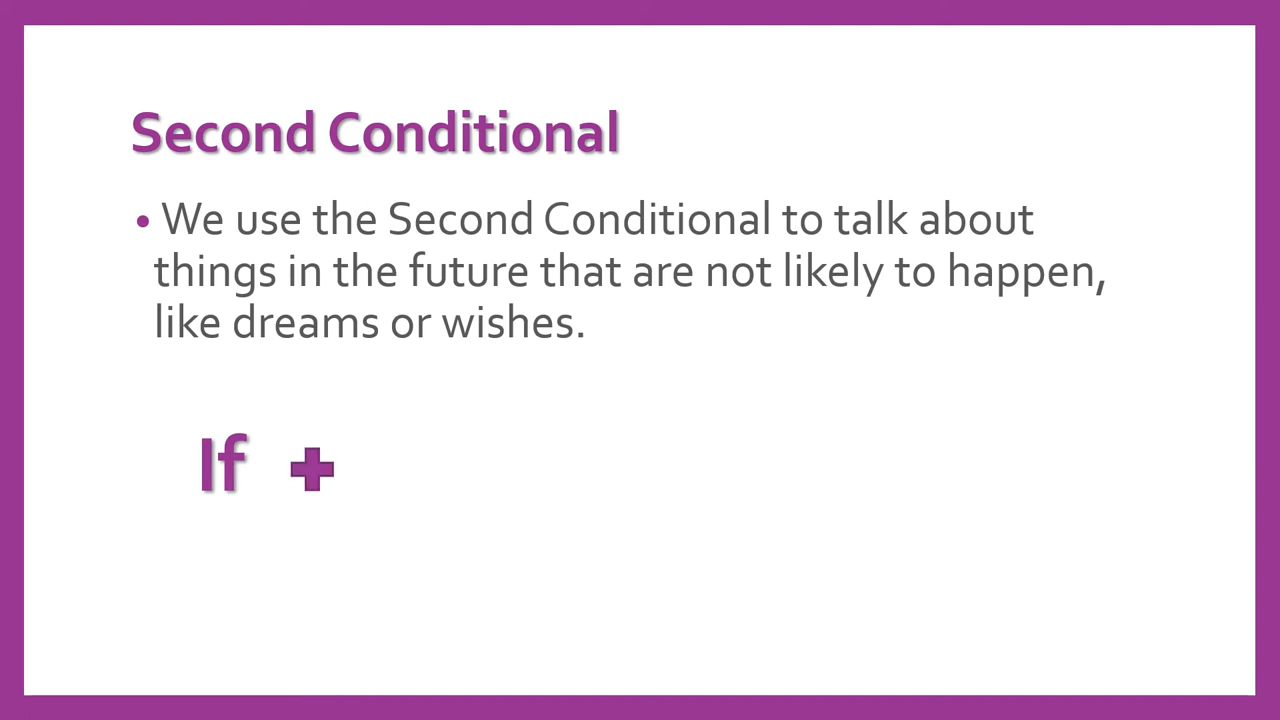 Second Conditional
• We use the Second Conditional to talk about
things in the future that are not likely to happen,
like dreams or wishes.
If +